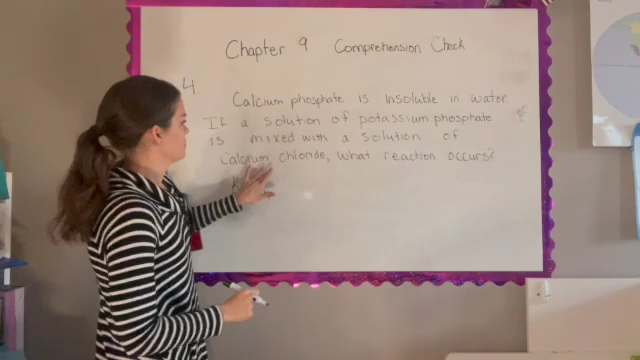 Chapter 9 Comprehension Check
4
Calcium phosphate is insoluble in water.
If a solution of potassium phosphate
is mixed with a solution of
Calcium chloride, what reaction occurs?
K